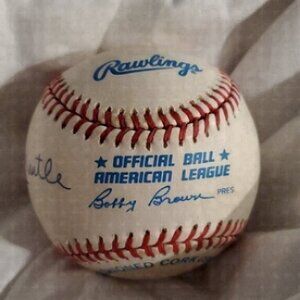 Rawlings
★ OFFICIAL BALL ★
AMERICAN LEAGUE
Bobby Brown PRES.